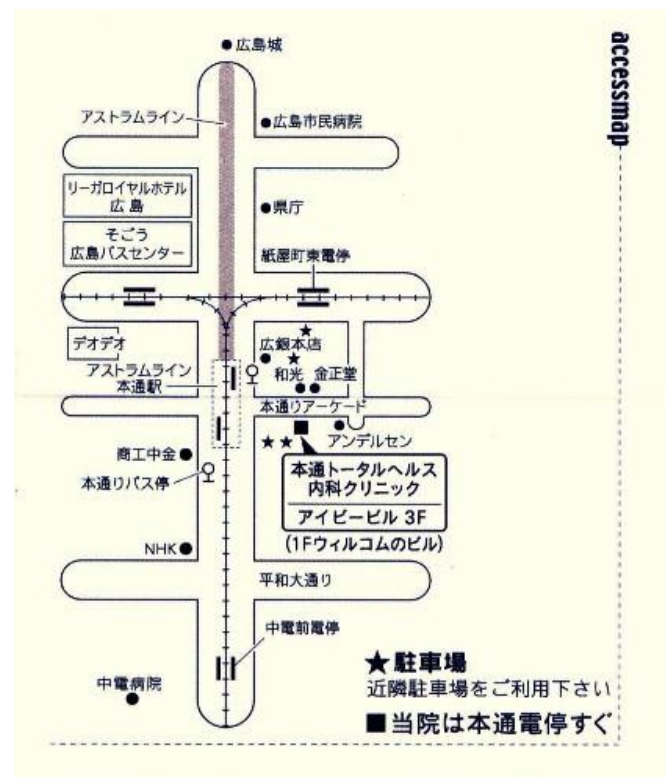 accessmap
広島城
アストラムライン
広島市民病院
リーガロイヤルホテル
広島
県庁
そごう
広島バスセンター
紙屋町東電停
デオデオ
広銀本店
アストラムライン
本通駅
和光 金正堂
本通りアーケード
アンデルセン
商工中金
本通りバス停
本通トータルヘルス
内科クリニック
アイビービル 3F
(1Fウィルコムのビル)
NHK
平和大通り
中電前電停
中電病院
★駐車場
近隣駐車場をご利用下さい
■当院は本通電停すぐ